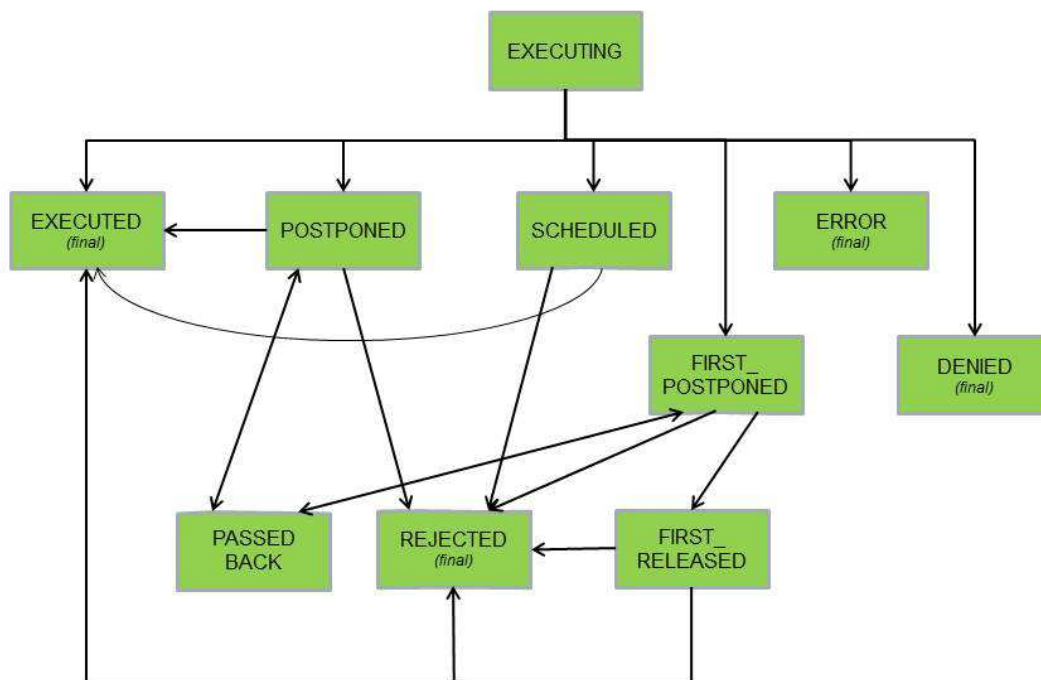 EXECUTING
EXECUTED
(final)
POSTPONED
SCHEDULED
ERROR
(final)
FIRST_
POSTPONED
DENIED
(final)
PASSED
BACK
REJECTED
(final)
FIRST_
RELEASED